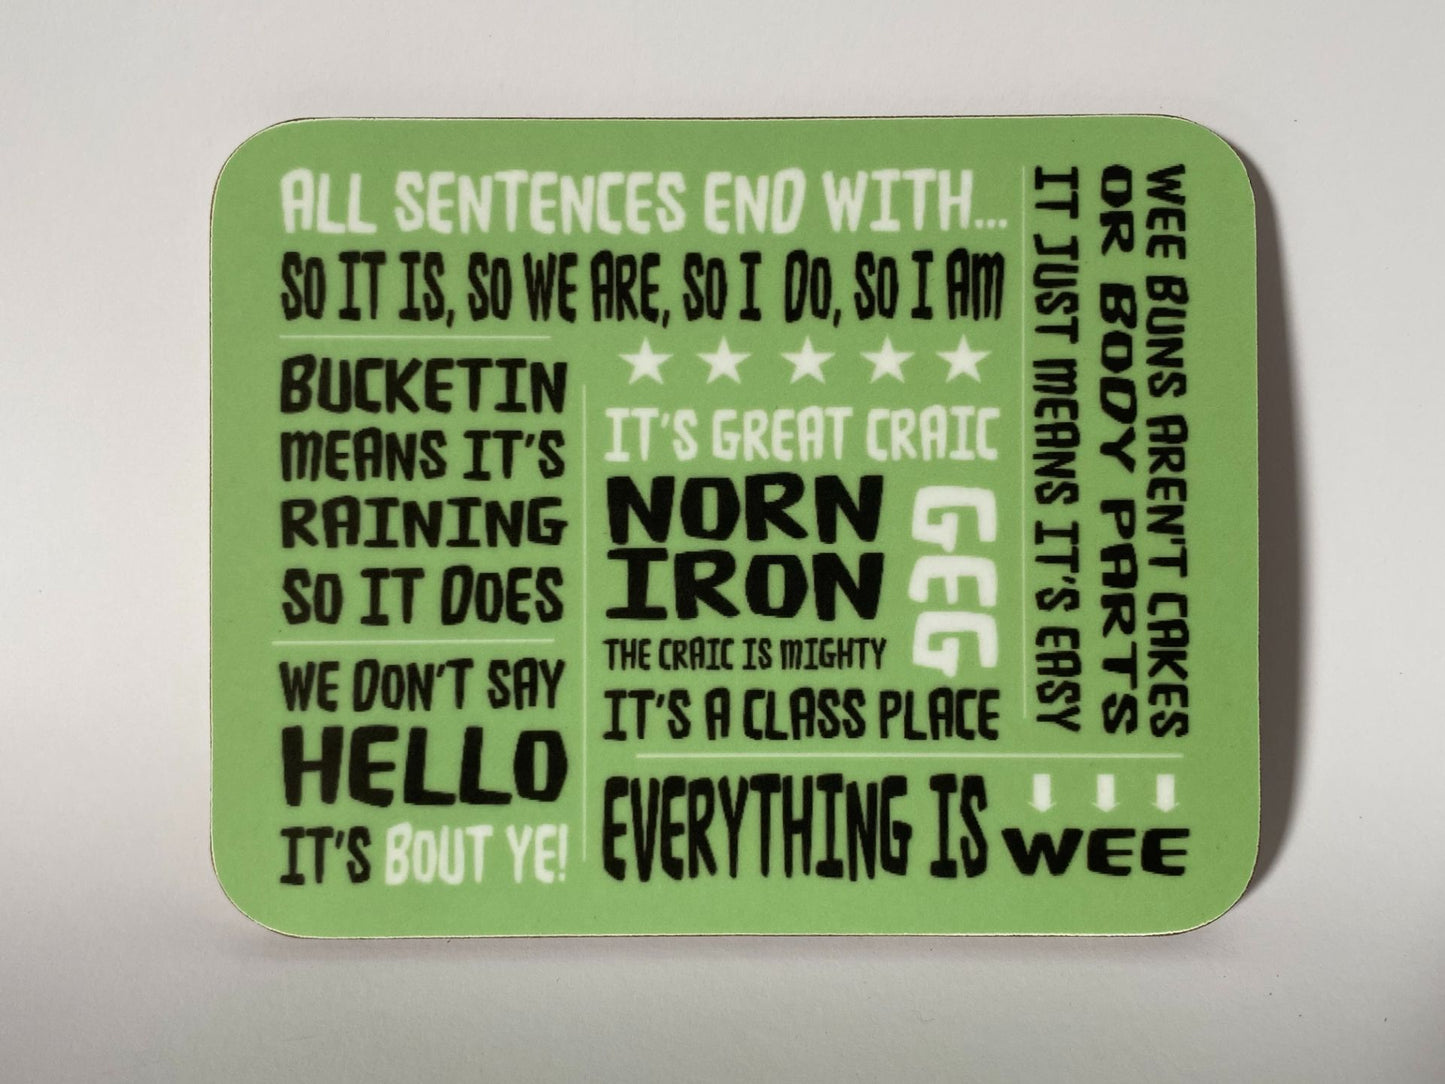 ALL SENTENCES END WITH...
SO IT IS, SO WE ARE, SO I DO, SO I AM
BUCKETIN
MEANS IT'S
RAINING
SO IT DOES
WE DON'T SAY
HELLO
IT'S BOUT YE!
IT'S GREAT CRAIC
NORN
IRON
GEG
THE CRAIC IS MIGHTY
IT'S A CLASS PLACE
WEE BUNS AREN'T CAKES
OR BODY PARTS
IT JUST MEANS IT'S EASY
EVERYTHING IS WEE